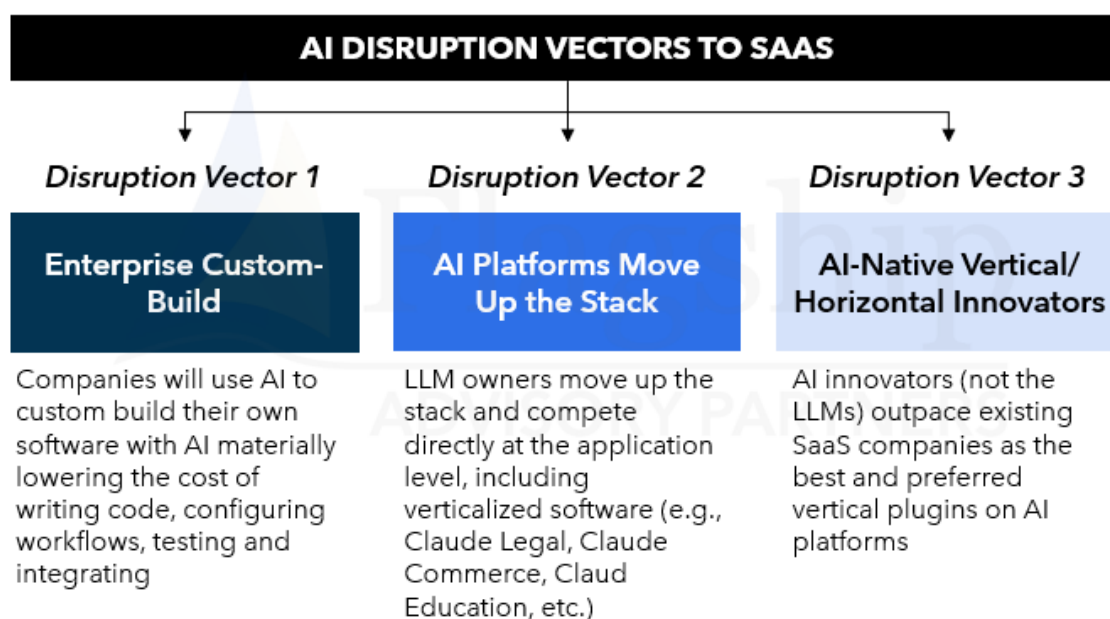 AI DISRUPTION VECTORS TO SAAS
Disruption Vector 1
Enterprise Custom-
Build
Companies will use AI to
custom build their own
software with AI materially
lowering the cost of
writing code, configuring
workflows, testing and
integrating
Disruption Vector 2
AI Platforms Move
Up the Stack
LLM owners move up the
stack and compete
directly at the application
level, including
verticalized software (e.g.,
Claude Legal, Claude
Commerce, Claud
Education, etc.)
Disruption Vector 3
AI-Native Vertical/
Horizontal Innovators
AI innovators (not the
LLMs) outpace existing
SaaS companies as the
best and preferred
vertical plugins on AI
platforms
Flagship
ADVISORY PARTNERS